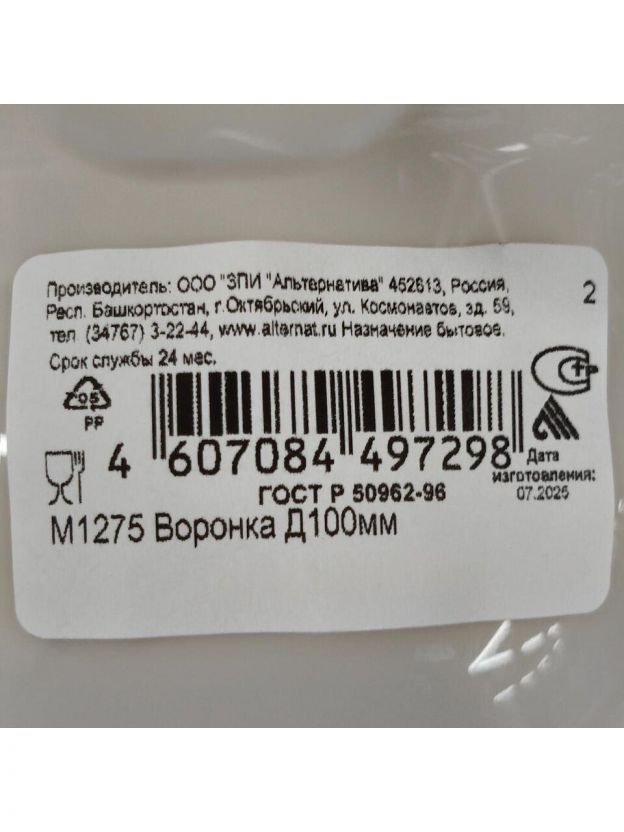 Производитель: ООО "ЗПИ "Альтернатива" 452613, Россия,
Респ. Башкортостан, г.Октябрьский, ул. Космонавтов, зд. 59,
тел. (34767) 3-22-44, www.alternat.ru Назначение бытовое.
Срок службы 24 мес.
2
05
PP
4 607084 497298
Дата
изготовления:
07.2025
ГОСТ Р 50962-96
М1275 Воронка Д100мм